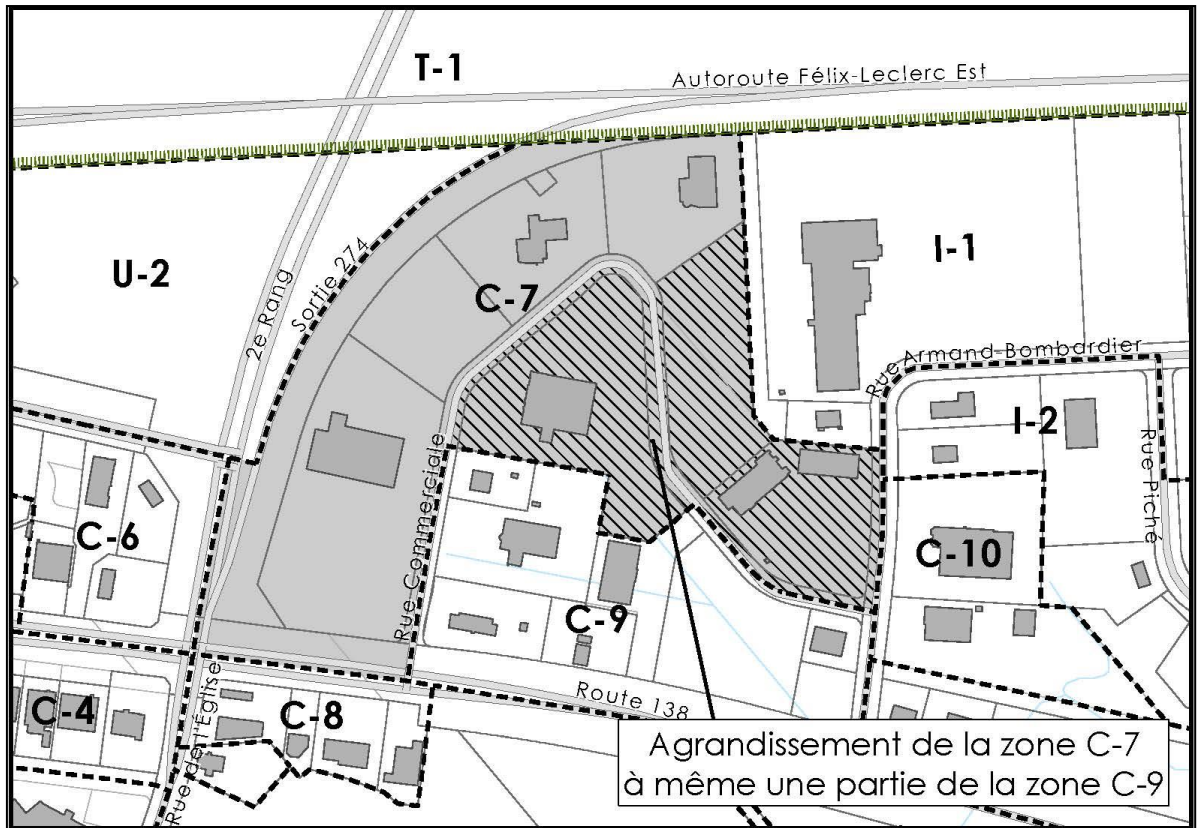 T-1
Autoroute Félix-Leclerc Est
I-1
U-2
2e Rang
Sortie 274
C-7
Rue Armand-Bombardier
I-2
Rue Piché
C-6
Rue Commerciale
C-10
C-9
Route 138
C-4
Rue de l'Église
C-8
Agrandissement de la zone C-7
à même une partie de la zone C-9